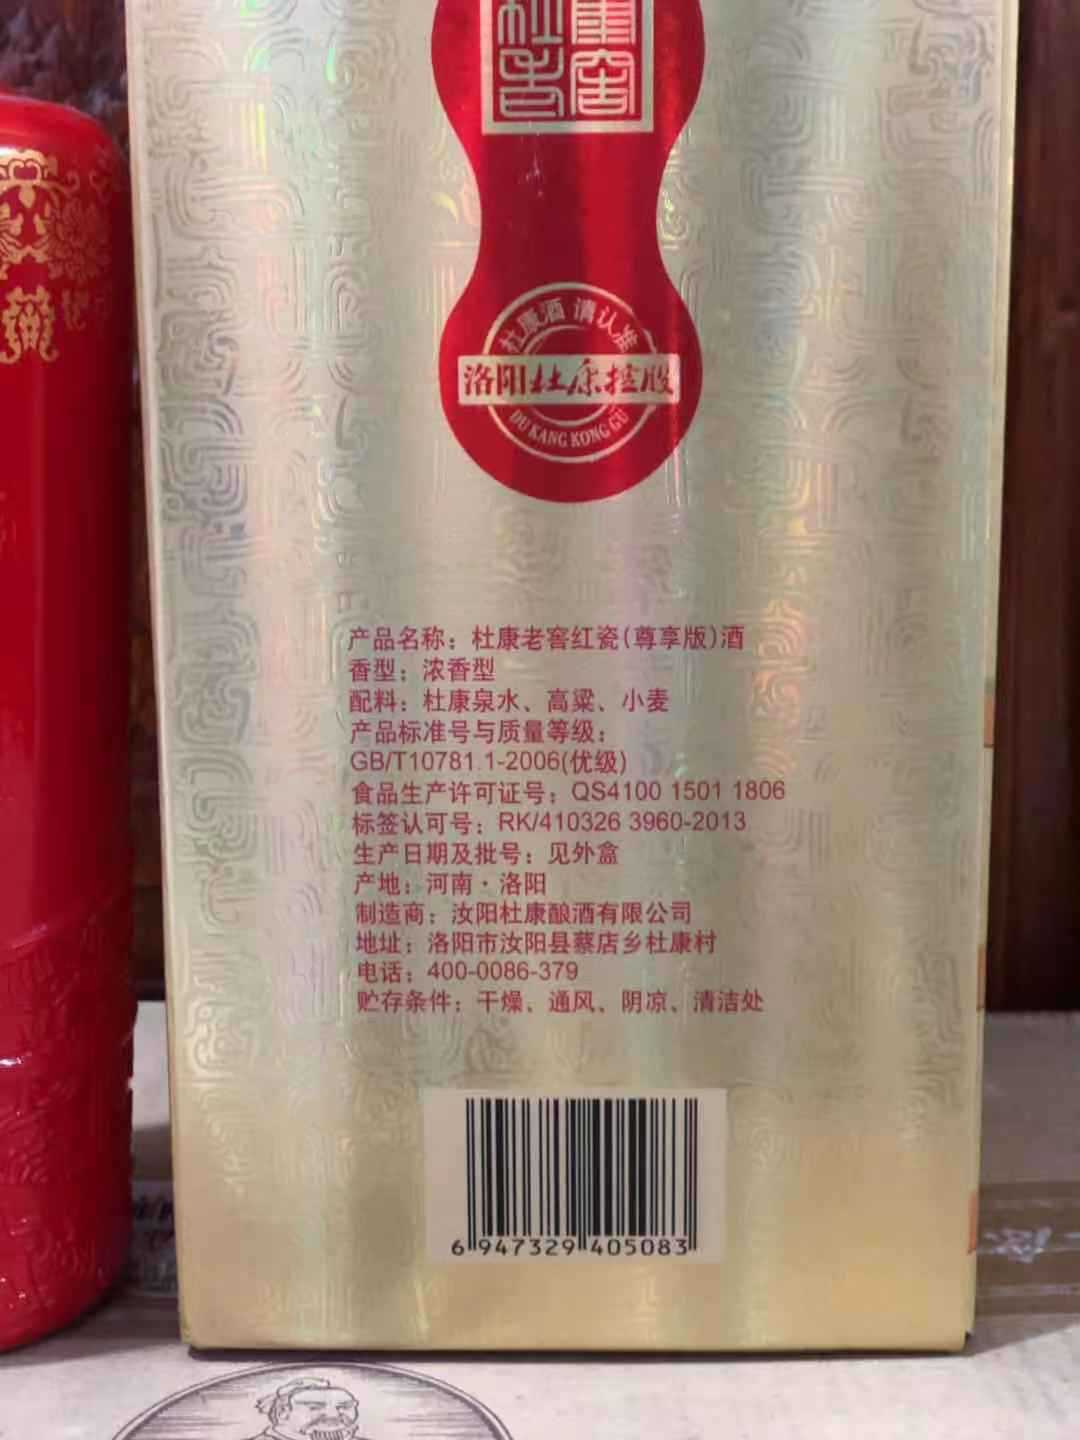 杜康酒 请认准
洛阳杜康控股
DU KANG KONG GU
产品名称：杜康老窖红瓷(尊享版)酒
香型：浓香型
配料：杜康泉水、高粱、小麦
产品标准号与质量等级：
GB/T10781.1-2006(优级)
食品生产许可证号：QS4100 1501 1806
标签认可号：RK/410326 3960-2013
生产日期及批号：见外盒
产地：河南·洛阳
制造商：汝阳杜康酿酒有限公司
地址：洛阳市汝阳县蔡店乡杜康村
电话：400-0086-379
贮存条件：干燥、通风、阴凉、清洁处
6 947329 405083